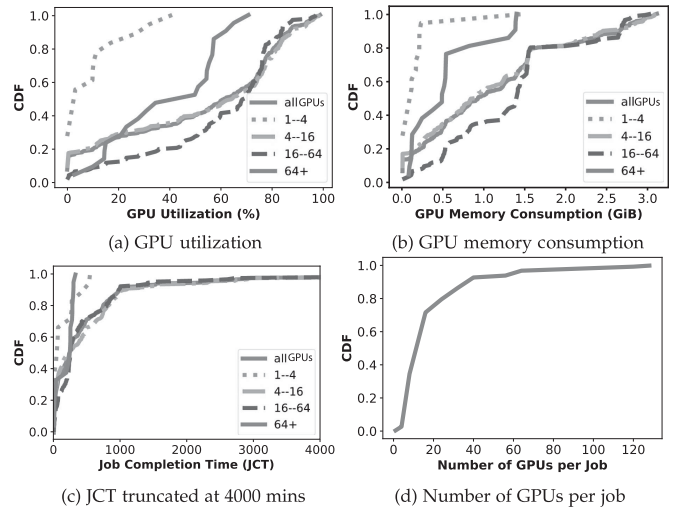 1.0
0.8
0.6
0.4
0.2
0.0
CDF
0 20 40 60 80 100
GPU Utilization (%)
allGPUs
1--4
4--16
16--64
64+
(a) GPU utilization
1.0
0.8
0.6
0.4
0.2
0.0
CDF
0.0 0.5 1.0 1.5 2.0 2.5 3.0
GPU Memory Consumption (GiB)
allGPUs
1--4
4--16
16--64
64+
(b) GPU memory consumption
1.0
0.8
0.6
0.4
0.2
0.0
CDF
0 1000 2000 3000 4000
Job Completion Time (JCT)
allGPUs
1--4
4--16
16--64
64+
(c) JCT truncated at 4000 mins
1.0
0.8
0.6
0.4
0.2
0.0
CDF
0 20 40 60 80 100 120
Number of GPUs per Job
(d) Number of GPUs per job